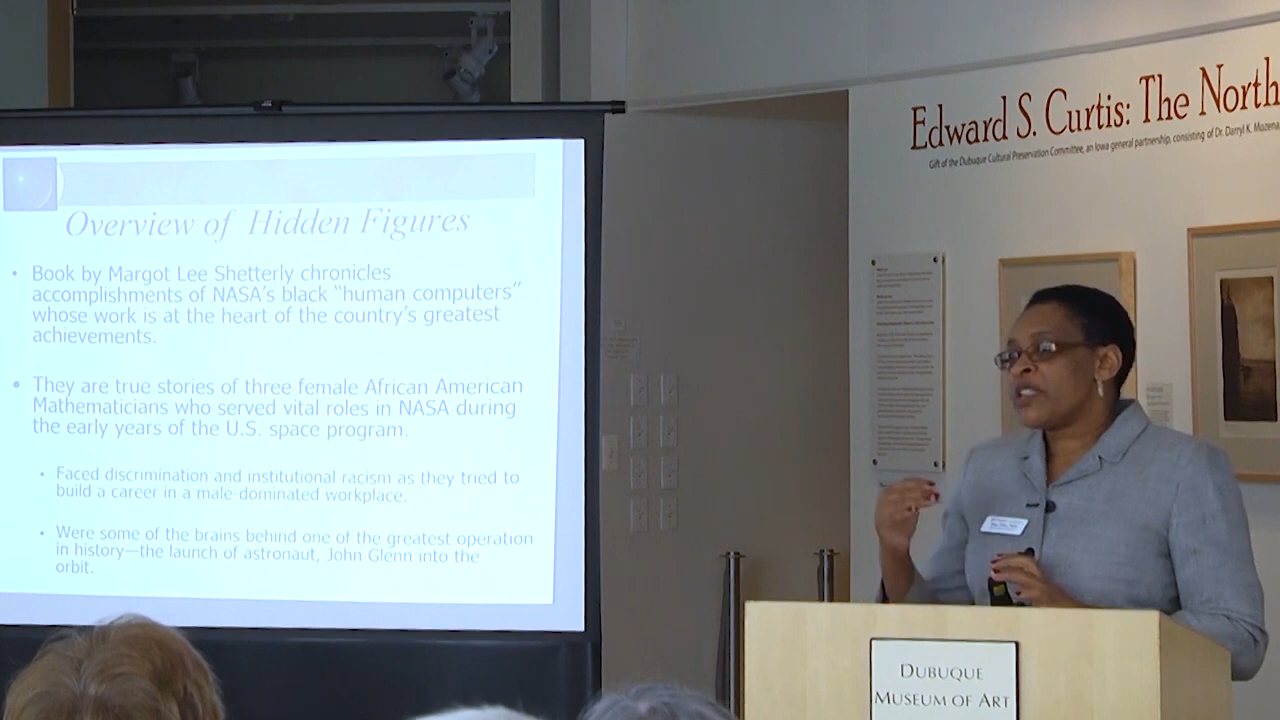 Overview of Hidden Figures
• Book by Margot Lee Shetterly chronicles
accomplishments of NASA's black "human computers"
whose work is at the heart of the country's greatest
achievements.
• They are true stories of three female African American
Mathematicians who served vital roles in NASA during
the early years of the U.S. space program.
• Faced discrimination and institutional racism as they tried to
build a career in a male-dominated workplace.
• Were some of the brains behind one of the greatest operation
in history—the launch of astronaut, John Glenn into the
orbit.
Edward S. Curtis: The North
Gift of the Dubuque Cultural Preservation Committee, an Iowa general partnership, consisting of Dr. Darryl K. Mozena,
DUBUQUE
MUSEUM OF ART